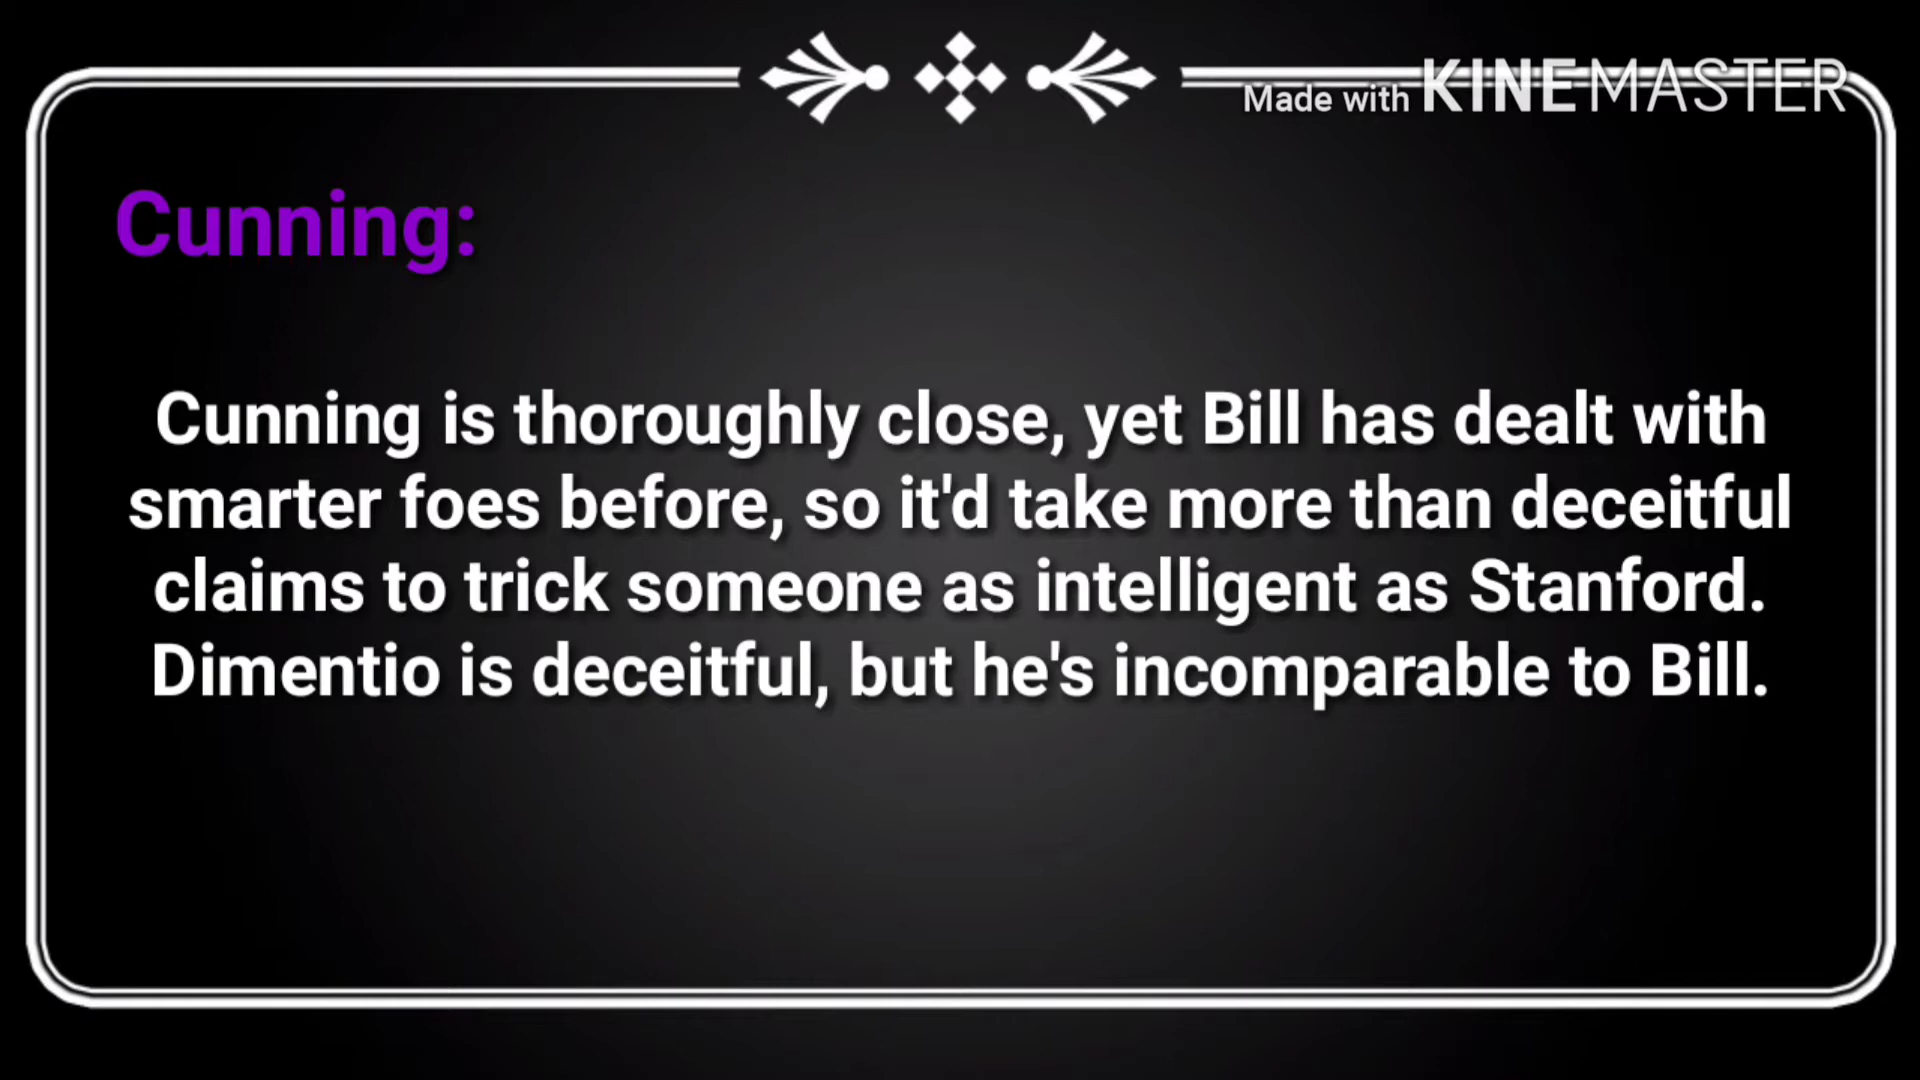 Made with KINEMASTER
Cunning:
Cunning is thoroughly close, yet Bill has dealt with
smarter foes before, so it'd take more than deceitful
claims to trick someone as intelligent as Stanford.
Dimentio is deceitful, but he's incomparable to Bill.